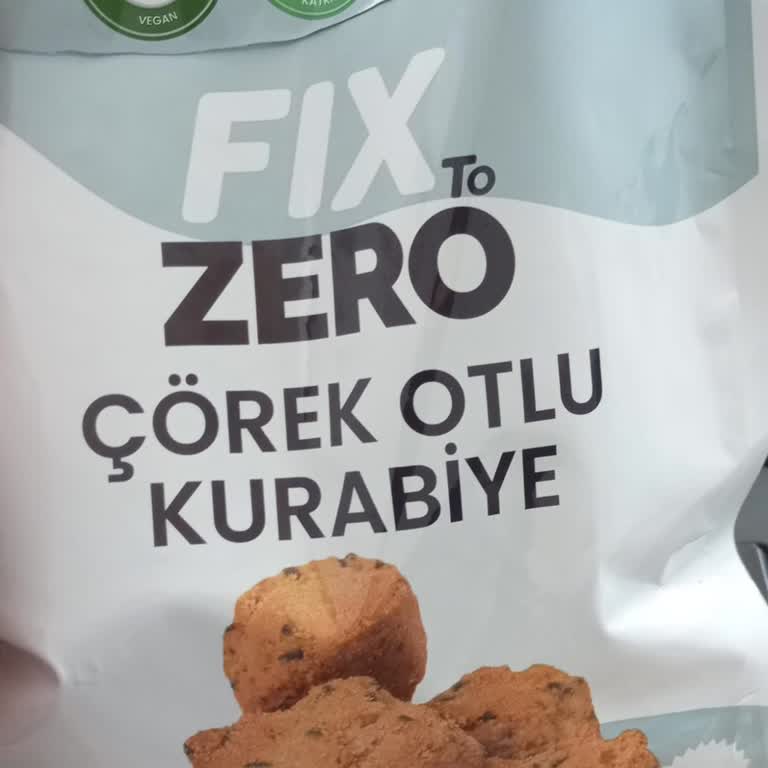 VEGAN
FIX
To
ZERO
ÇÖREK OTLU
KURABİYE